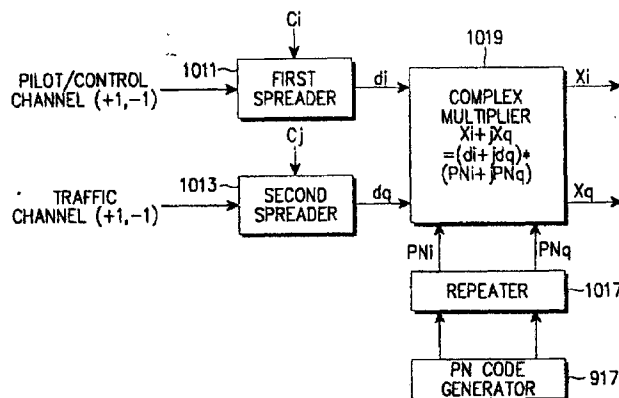 Ci
1011
PILOT/CONTROL
CHANNEL (+1,-1)
FIRST
SPREADER
di
1019
COMPLEX
MULTIPLIER
Xi+jXq
=(di+jdq)*
(PNi+jPNq)
Xi
Cj
1013
TRAFFIC
CHANNEL (+1,-1)
SECOND
SPREADER
dq
Xq
PNi
PNq
REPEATER
1017
PN CODE
GENERATOR
917